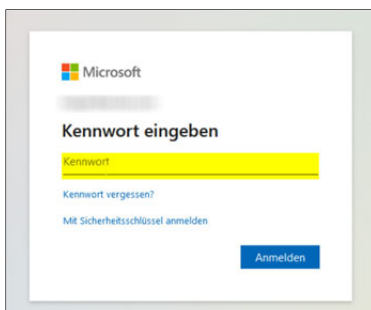 Microsoft
Kennwort eingeben
Kennwort
Kennwort vergessen?
Mit Sicherheitsschlüssel anmelden
Anmelden